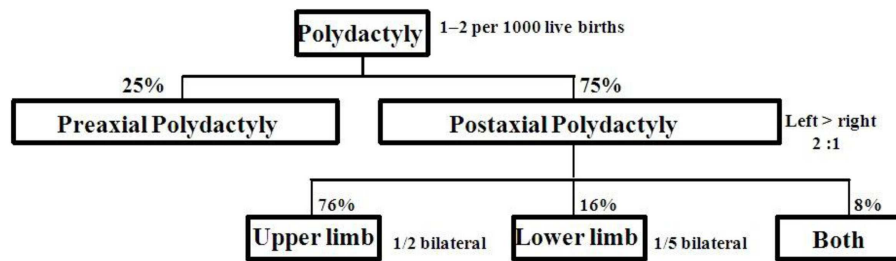 Polydactyly 1–2 per 1000 live births
25% 75%
Preaxial Polydactyly Postaxial Polydactyly Left > right
2 :1
76% 16% 8%
Upper limb 1/2 bilateral Lower limb 1/5 bilateral Both